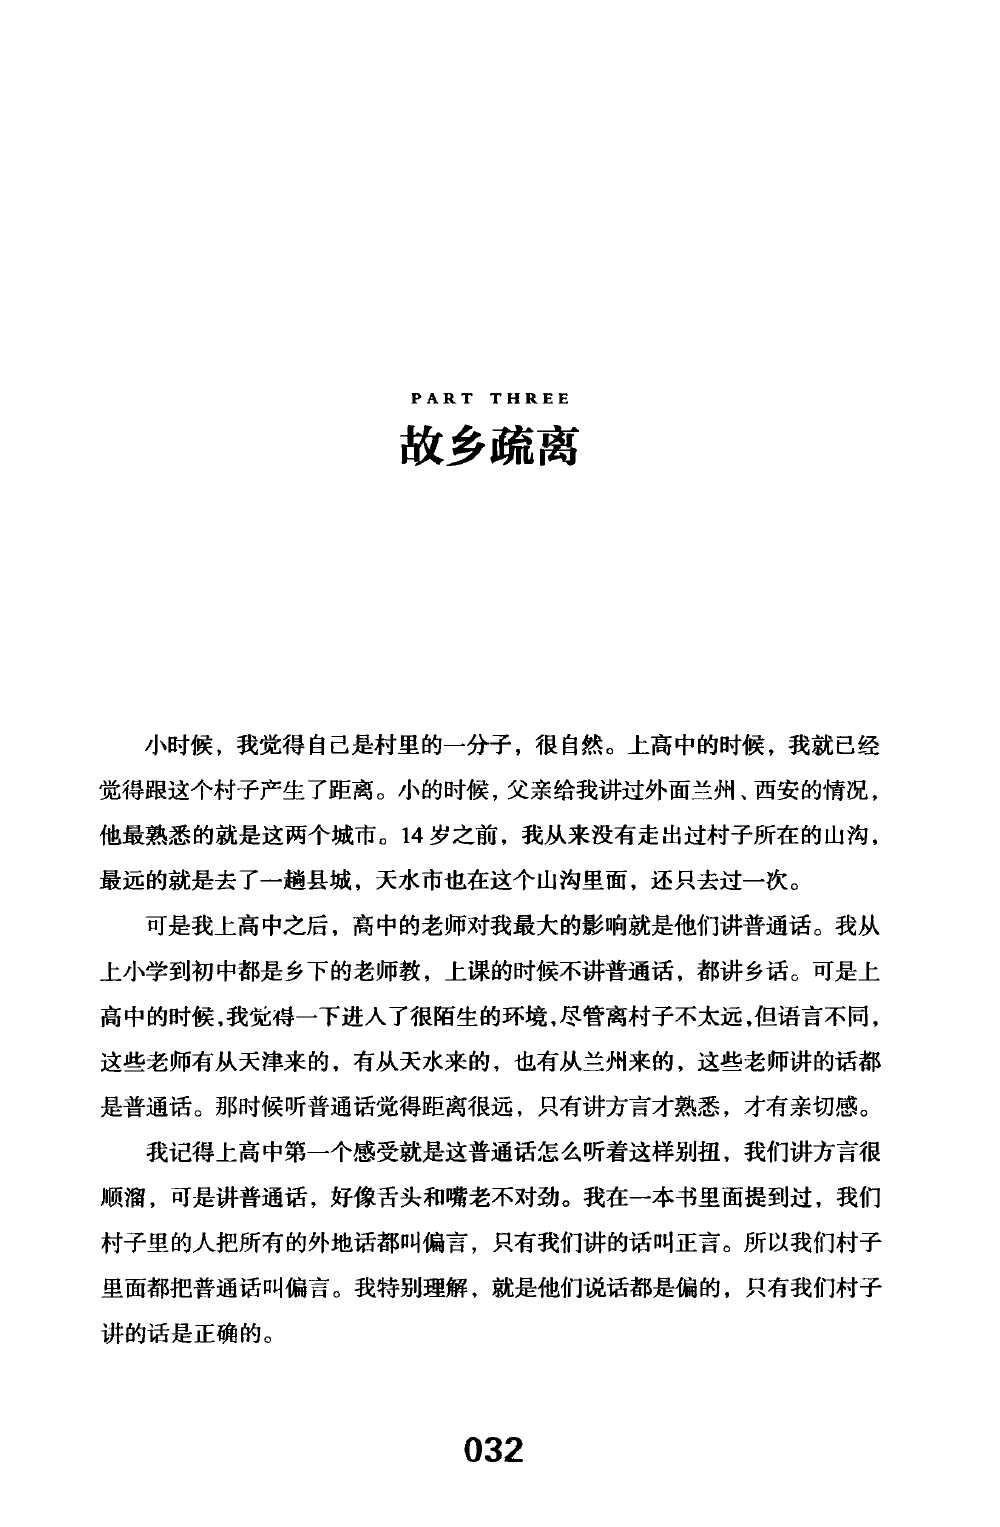 PART THREE
故乡疏离
小时候，我觉得自己是村里的一分子，很自然。上高中的时候，我就已经
觉得跟这个村子产生了距离。小的时候，父亲给我讲过外面兰州、西安的情况，
他最熟悉的就是这两个城市。14 岁之前，我从来没有走出过村子所在的山沟，
最远的就是去了一趟县城，天水市也在这个山沟里面，还只去过一次。
可是我上高中之后，高中的老师对我最大的影响就是他们讲普通话。我从
上小学到初中都是乡下的老师教，上课的时候不讲普通话，都讲乡话。可是上
高中的时候，我觉得一下进入了很陌生的环境，尽管离村子不太远，但语言不同，
这些老师有从天津来的，有从天水来的，也有从兰州来的，这些老师讲的话都
是普通话。那时候听普通话觉得距离很远，只有讲方言才熟悉，才有亲切感。
我记得上高中第一个感受就是这普通话怎么听着这样别扭，我们讲方言很
顺溜，可是讲普通话，好像舌头和嘴老不对劲。我在一本书里面提到过，我们
村子里的人把所有的外地话都叫偏言，只有我们讲的话叫正言。所以我们村子
里面都把普通话叫偏言。我特别理解，就是他们说话都是偏的，只有我们村子
讲的话是正确的。
032